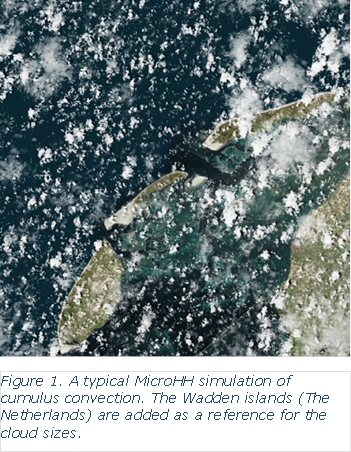 Figure 1. A typical MicroHH simulation of
cumulus convection. The Wadden islands (The
Netherlands) are added as a reference for the
cloud sizes.